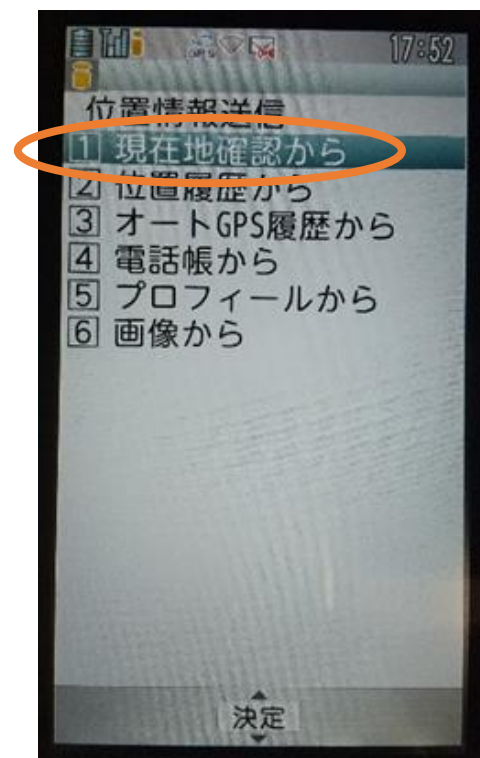 17:52
位置情報送信
1 現在地確認から
2 位置履歴から
3 オートGPS履歴から
4 電話帳から
5 プロフィールから
6 画像から
決定